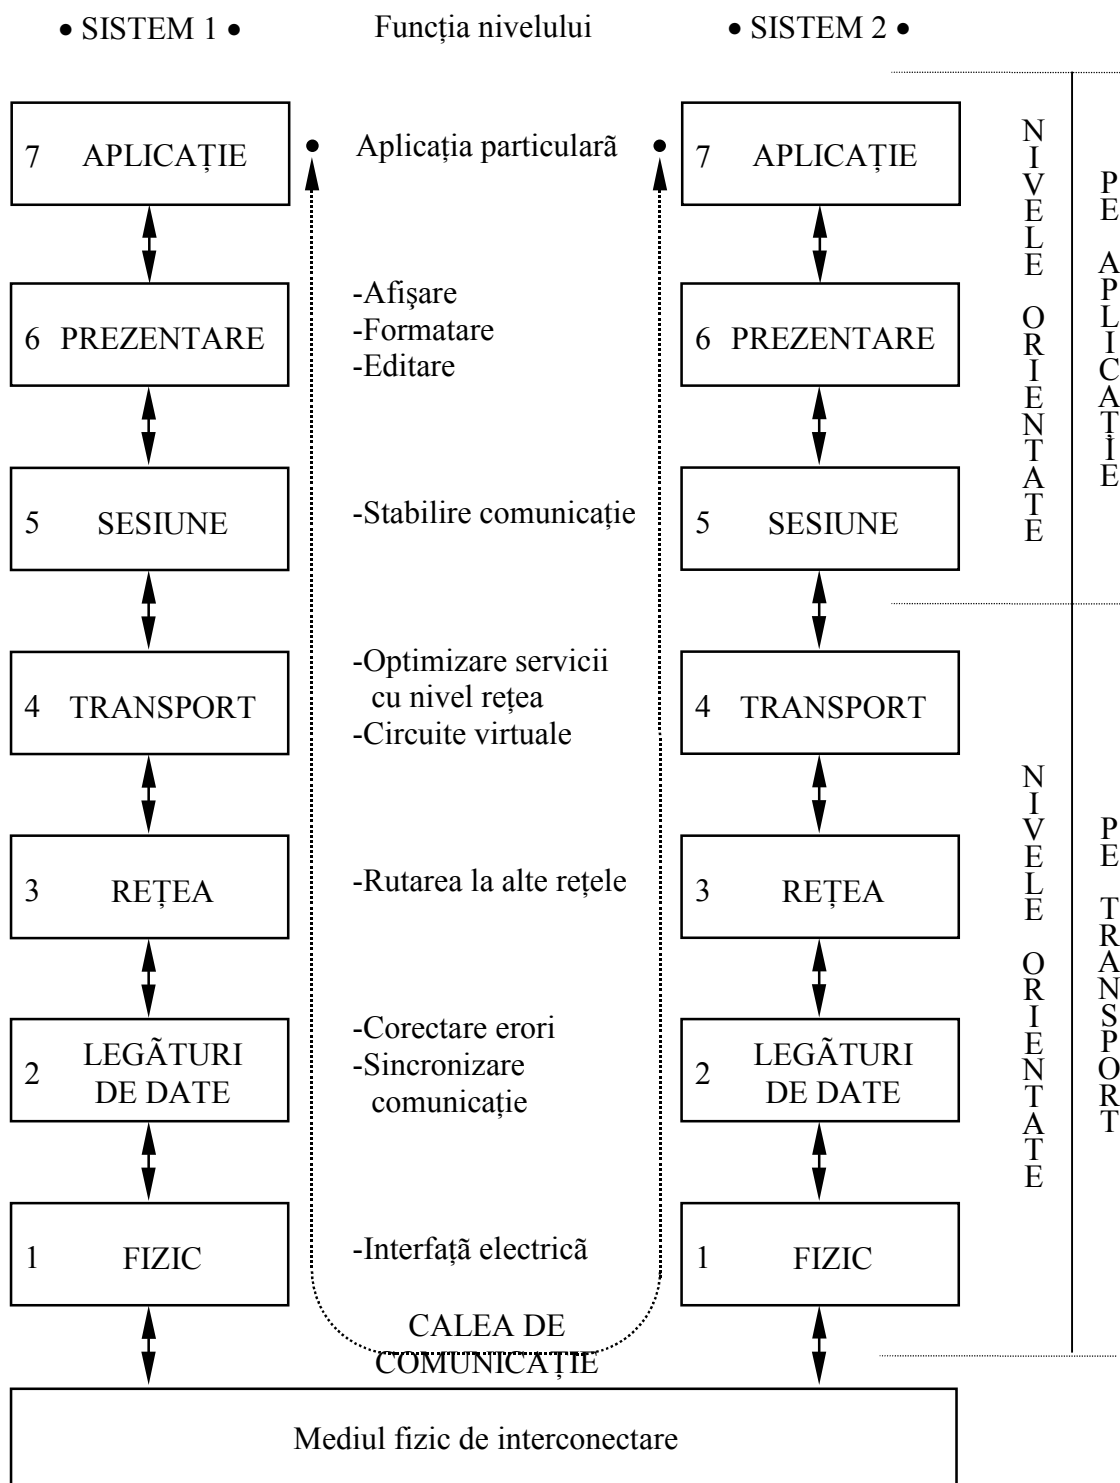 • SISTEM 1 • Funcția nivelului • SISTEM 2 •
7 APLICAȚIE • Aplicația particularã • 7 APLICAȚIE
6 PREZENTARE -Afişare 6 PREZENTARE
-Formatare
-Editare
5 SESIUNE -Stabilire comunicație 5 SESIUNE
NIVELE ORIENTATE
PE APLICAȚIE
4 TRANSPORT -Optimizare servicii 4 TRANSPORT
cu nivel rețea
-Circuite virtuale
3 REȚEA -Rutarea la alte rețele 3 REȚEA
2 LEGÃTURI -Corectare erori 2 LEGÃTURI
DE DATE -Sincronizare DE DATE
comunicație
1 FIZIC -Interfațã electricã 1 FIZIC
NIVELE ORIENTATE
PE TRANSPORT
CALEA DE
COMUNICAȚIE
Mediul fizic de interconectare